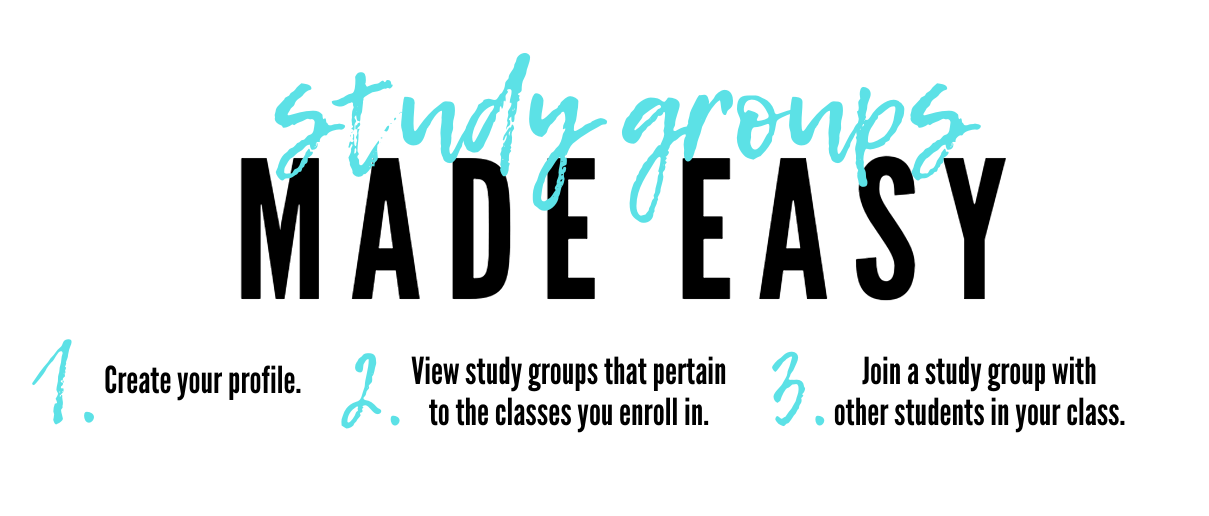 study groups
MADE EASY
1. Create your profile.
2. View study groups that pertain
to the classes you enroll in.
3. Join a study group with
other students in your class.